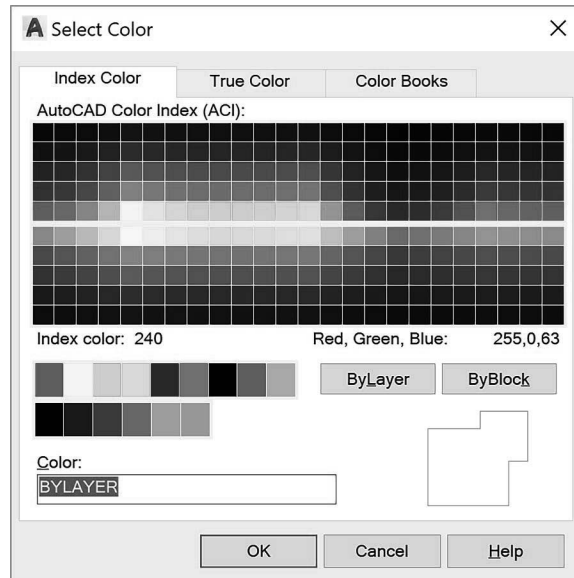 A Select Color
Index Color True Color Color Books
AutoCAD Color Index (ACI):
Index color: 240 Red, Green, Blue: 255,0,63
ByLayer ByBlock
Color:
BYLAYER
OK Cancel Help